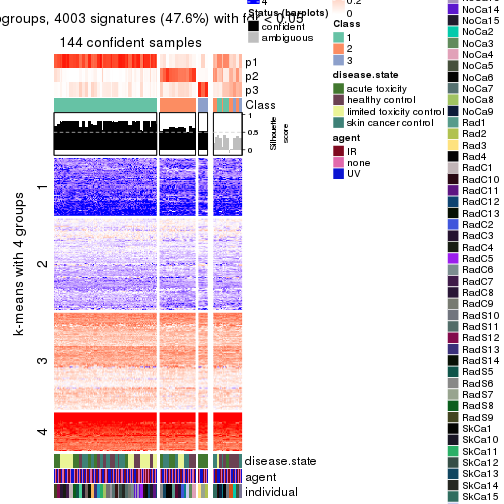 groups, 4003 signatures (47.6%) with fdr < 0.05
144 confident samples
p1
p2
p3
Class
1
0.5
0
Silhouette
score
k-means with 4 groups
1
2
3
4
disease.state
agent
individual
4
Status (barplots)
confident
ambiguous
0.2
0
Class
1
2
3
disease.state
acute toxicity
healthy control
limited toxicity control
skin cancer control
agent
IR
none
UV
NoCa14
NoCa15
NoCa2
NoCa3
NoCa4
NoCa5
NoCa6
NoCa7
NoCa8
NoCa9
Rad1
Rad2
Rad3
Rad4
RadC1
RadC10
RadC11
RadC12
RadC13
RadC2
RadC3
RadC4
RadC5
RadC6
RadC7
RadC8
RadC9
RadS10
RadS11
RadS12
RadS13
RadS14
RadS5
RadS6
RadS7
RadS8
RadS9
SkCa1
SkCa10
SkCa11
SkCa12
SkCa13
SkCa14
SkCa15